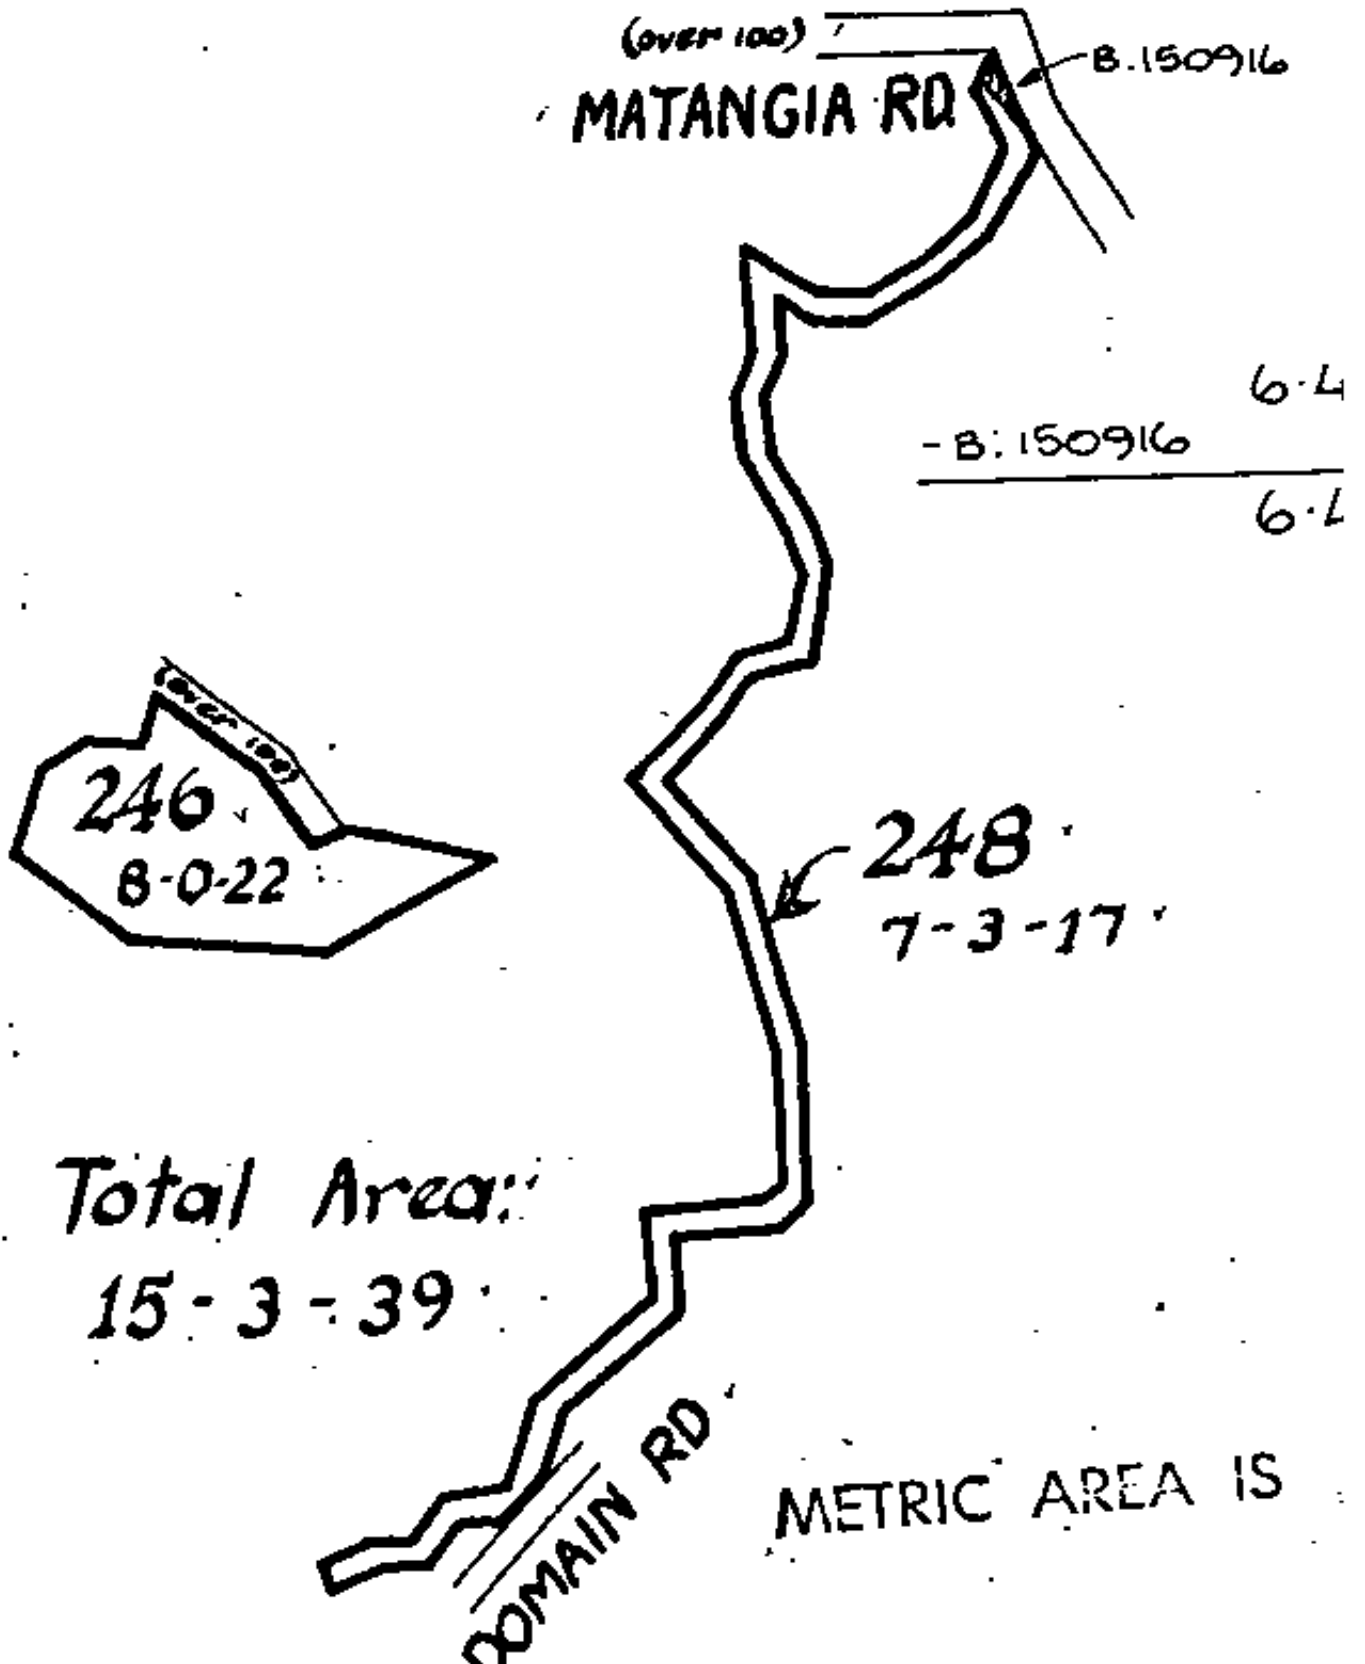 (over 100)
B.150916
MATANGIA RD
6.4
- B. 150916
6.4
(over 100)
246
8-0-22
248
7-3-17
Total Area:
15-3-39
DOMAIN RD
METRIC AREA IS